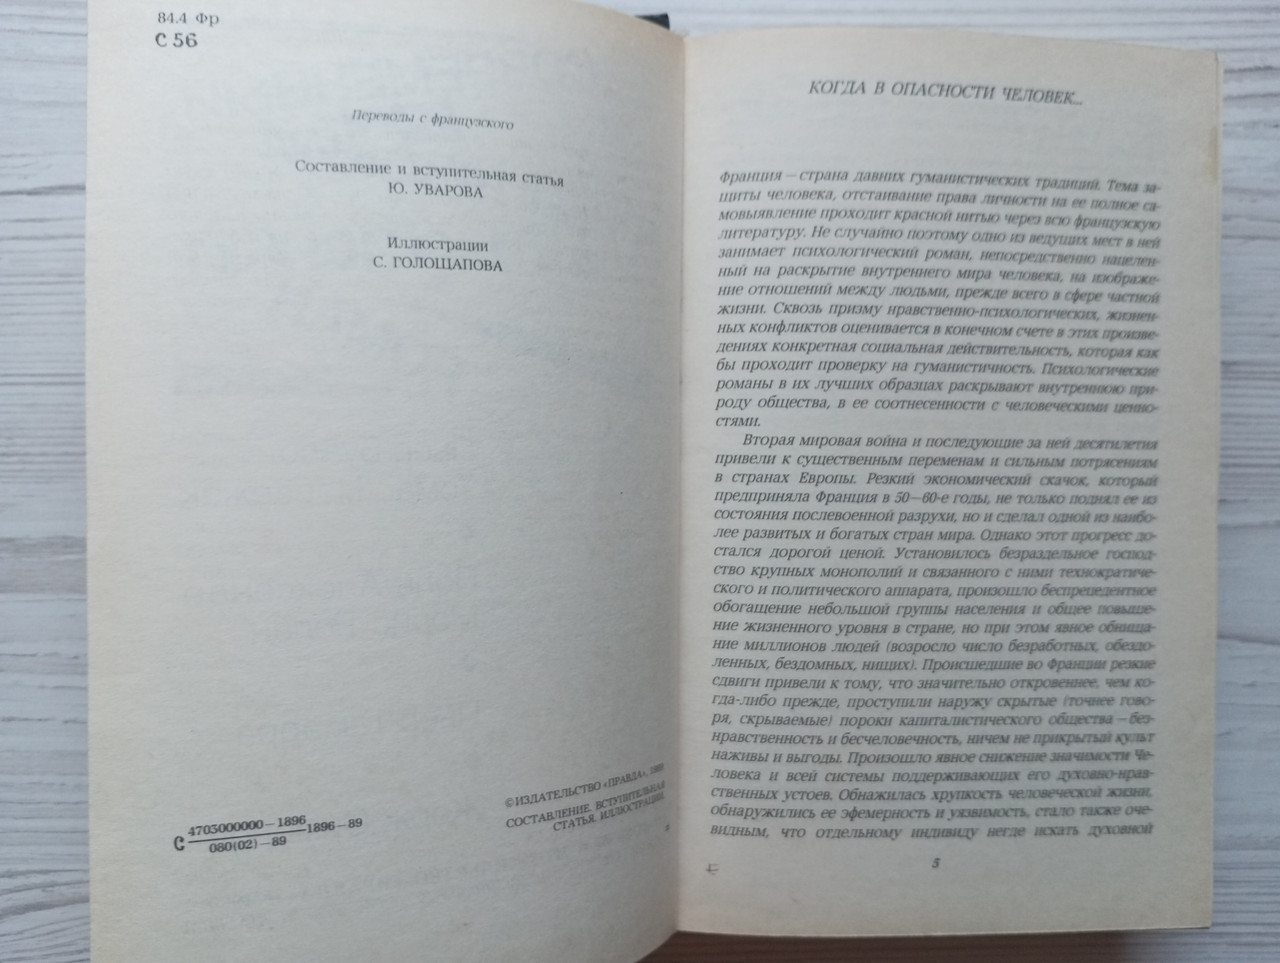 84.4 Фр
С 56
Переводы с французского
Составление и вступительная статья
Ю. УВАРОВА
Иллюстрации
С. ГОЛОЩАПОВА
С 4703000000—1896
080(02)—89
1896—89
© ИЗДАТЕЛЬСТВО «ПРАВДА»,
СОСТАВЛЕНИЕ. ВСТУПИТЕЛЬНАЯ
СТАТЬЯ. ИЛЛЮСТРАЦИИ.
КОГДА В ОПАСНОСТИ ЧЕЛОВЕК...
Франция — страна давних гуманистических традиций. Тема за-
щиты человека, отстаивание права личности на ее полное са-
мовыявление проходит красной нитью через всю французскую
литературу. Не случайно поэтому одно из ведущих мест в ней
занимает психологический роман, непосредственно нацелен-
ный на раскрытие внутреннего мира человека, на изображе-
ние отношений между людьми, прежде всего в сфере частной
жизни. Сквозь призму нравственно-психологических, жизнен-
ных конфликтов оценивается в конечном счете в этих произве-
дениях конкретная социальная действительность, которая как
бы проходит проверку на гуманистичность. Психологические
романы в их лучших образцах раскрывают внутреннюю при-
роду общества, в ее соотнесенности с человеческими ценно-
стями.
Вторая мировая война и последующие за ней десятилетия
привели к существенным переменам и сильным потрясениям
в странах Европы. Резкий экономический скачок, который
предприняла Франция в 50—60-е годы, не только поднял ее из
состояния послевоенной разрухи, но и сделал одной из наибо-
лее развитых и богатых стран мира. Однако этот прогресс до-
стался дорогой ценой. Установилось безраздельное господ-
ство крупных монополий и связанного с ними технократиче-
ского и политического аппарата, произошло беспрецедентное
обогащение небольшой группы населения и общее повыше-
ние жизненного уровня в стране, но при этом явное обнища-
ние миллионов людей (возросло число безработных, обездо-
ленных, бездомных, нищих). Происшедшие во Франции резкие
сдвиги привели к тому, что значительно откровеннее, чем ко-
гда-либо прежде, проступили наружу скрытые (точнее гово-
ря, скрываемые) пороки капиталистического общества — без-
нравственность и бесчеловечность, ничем не прикрытый культ
наживы и выгоды. Произошло явное снижение значимости Че-
ловека и всей системы поддерживающих его духовно-нрав-
ственных устоев. Обнажилась хрупкость человеческой жизни,
обнаружились ее эфемерность и уязвимость, стало также оче-
видным, что отдельному индивиду негде искать духовной
5